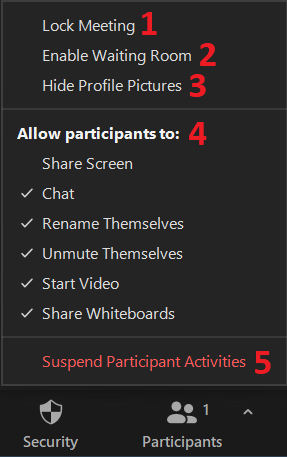 Lock Meeting 1
Enable Waiting Room 2
Hide Profile Pictures 3
Allow participants to: 4
Share Screen
Chat
Rename Themselves
Unmute Themselves
Start Video
Share Whiteboards
Suspend Participant Activities 5
1
Security Participants